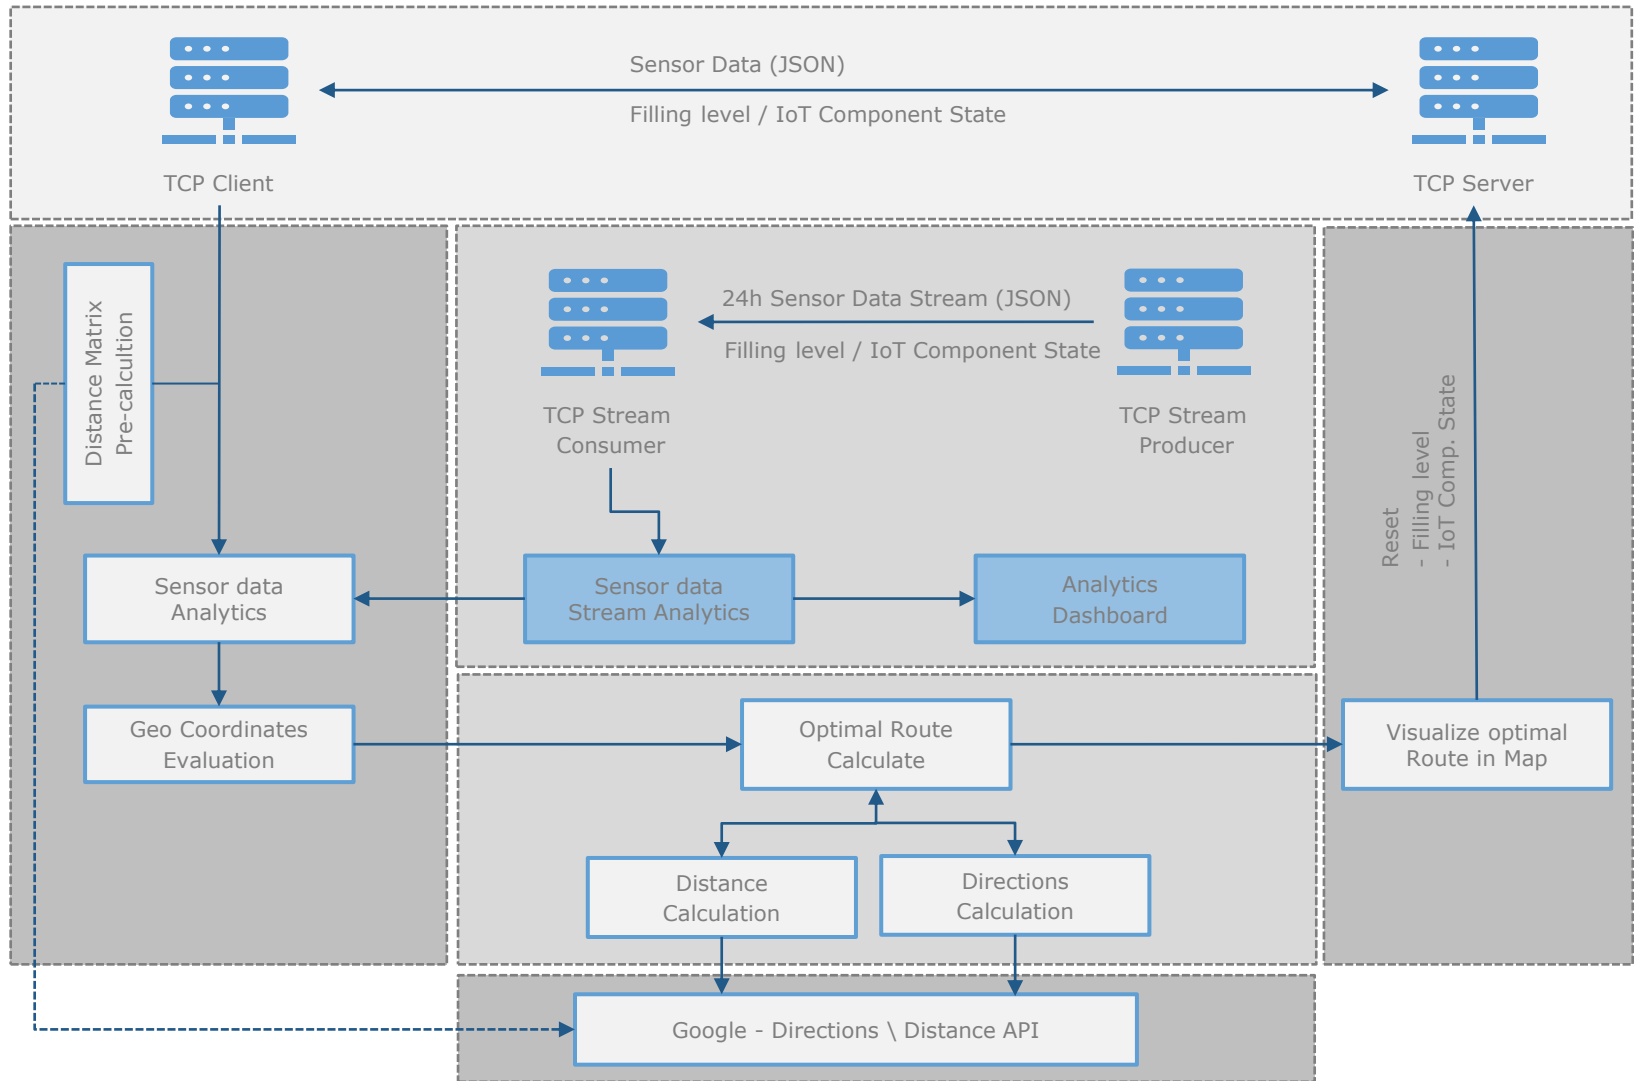 Sensor Data (JSON)
Filling level / IoT Component State
TCP Client
TCP Server
Distance Matrix
Pre-calcultion
24h Sensor Data Stream (JSON)
Filling level / IoT Component State
TCP Stream
Consumer
TCP Stream
Producer
Reset
- Filling level
- IoT Comp. State
Sensor data
Analytics
Sensor data
Stream Analytics
Analytics
Dashboard
Geo Coordinates
Evaluation
Optimal Route
Calculate
Visualize optimal
Route in Map
Distance
Calculation
Directions
Calculation
Google - Directions \ Distance API